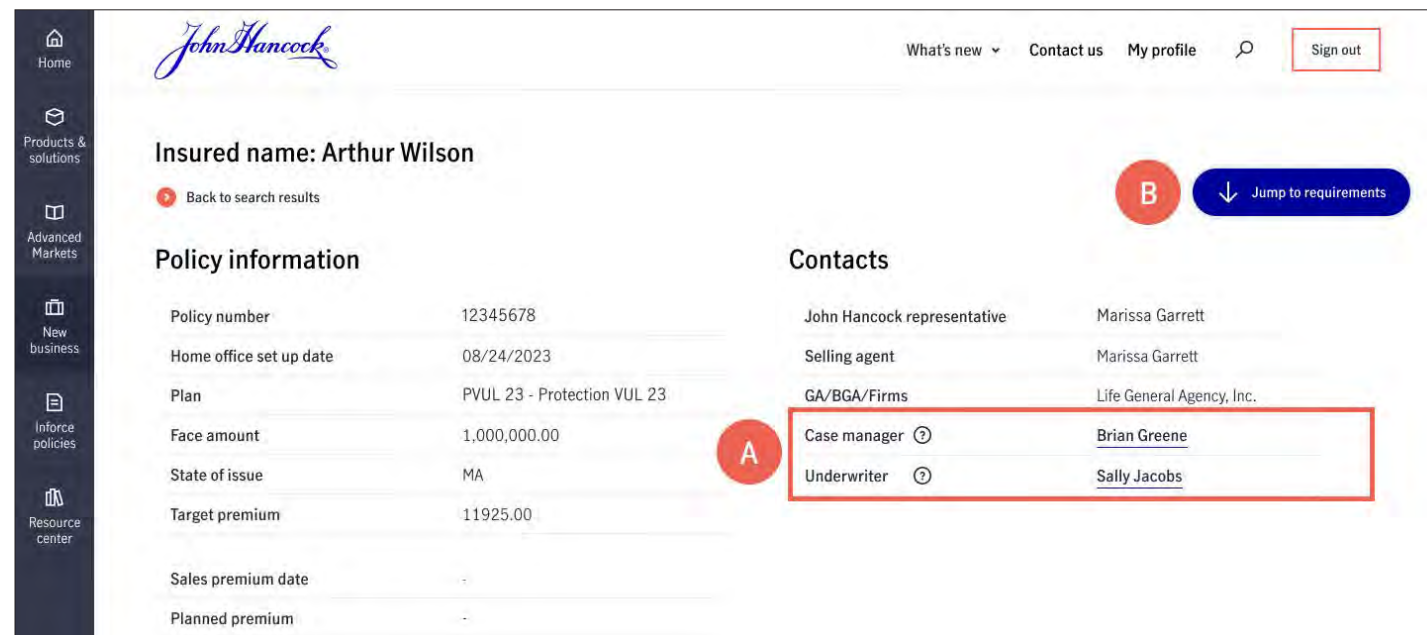 Home
Products &
solutions
Advanced
Markets
New
business
Inforce
policies
Resource
center
John Hancock®
What's new
Contact us
My profile
Sign out
Insured name: Arthur Wilson
Back to search results
B
Jump to requirements
Policy information
Policy number 12345678
Home office set up date 08/24/2023
Plan PVUL 23 - Protection VUL 23
Face amount 1,000,000.00
State of issue MA
Target premium 11925.00
Sales premium date -
Planned premium -
Contacts
John Hancock representative Marissa Garrett
Selling agent Marissa Garrett
GA/BGA/Firms Life General Agency, Inc.
A
Case manager ? Brian Greene
Underwriter ? Sally Jacobs